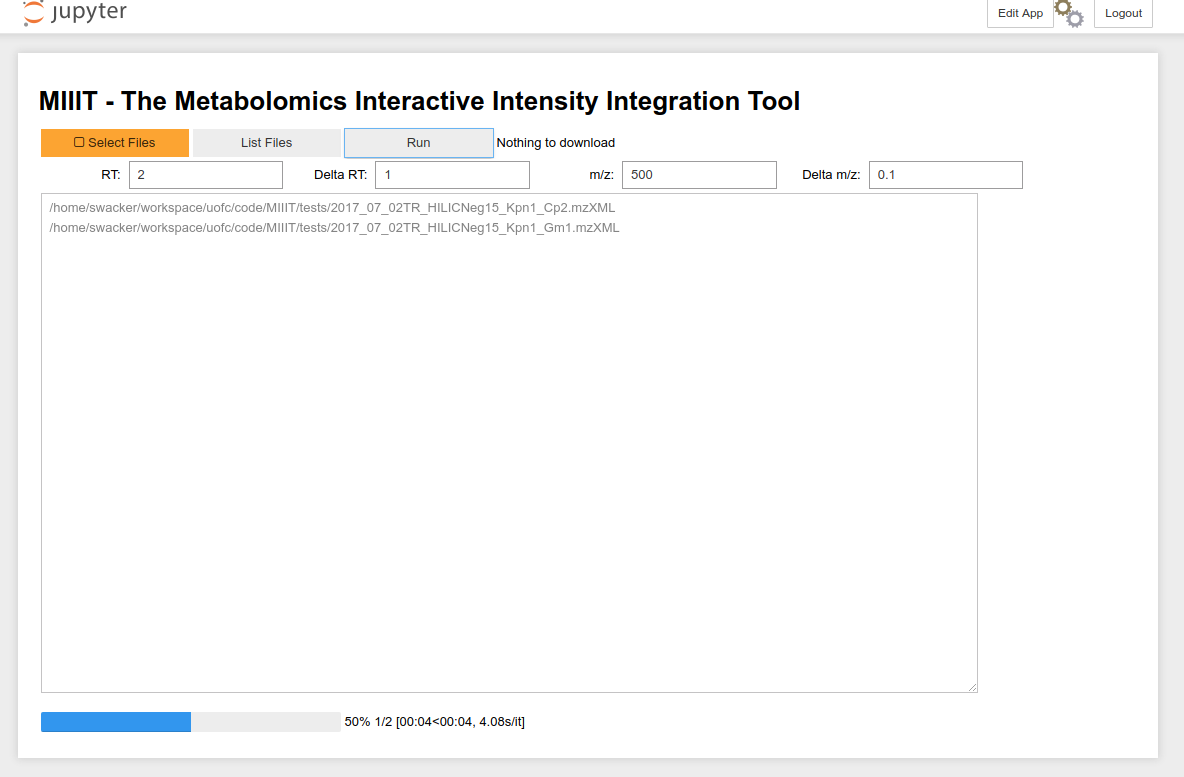 jupyter
Edit App
Logout
MIIIT - The Metabolomics Interactive Intensity Integration Tool
Select Files List Files Run Nothing to download
RT: 2 Delta RT: 1 m/z: 500 Delta m/z: 0.1
/home/swacker/workspace/uofc/code/MIIIT/tests/2017_07_02TR_HILICNeg15_Kpn1_Cp2.mzXML
/home/swacker/workspace/uofc/code/MIIIT/tests/2017_07_02TR_HILICNeg15_Kpn1_Gm1.mzXML
50% 1/2 [00:04<00:04, 4.08s/it]